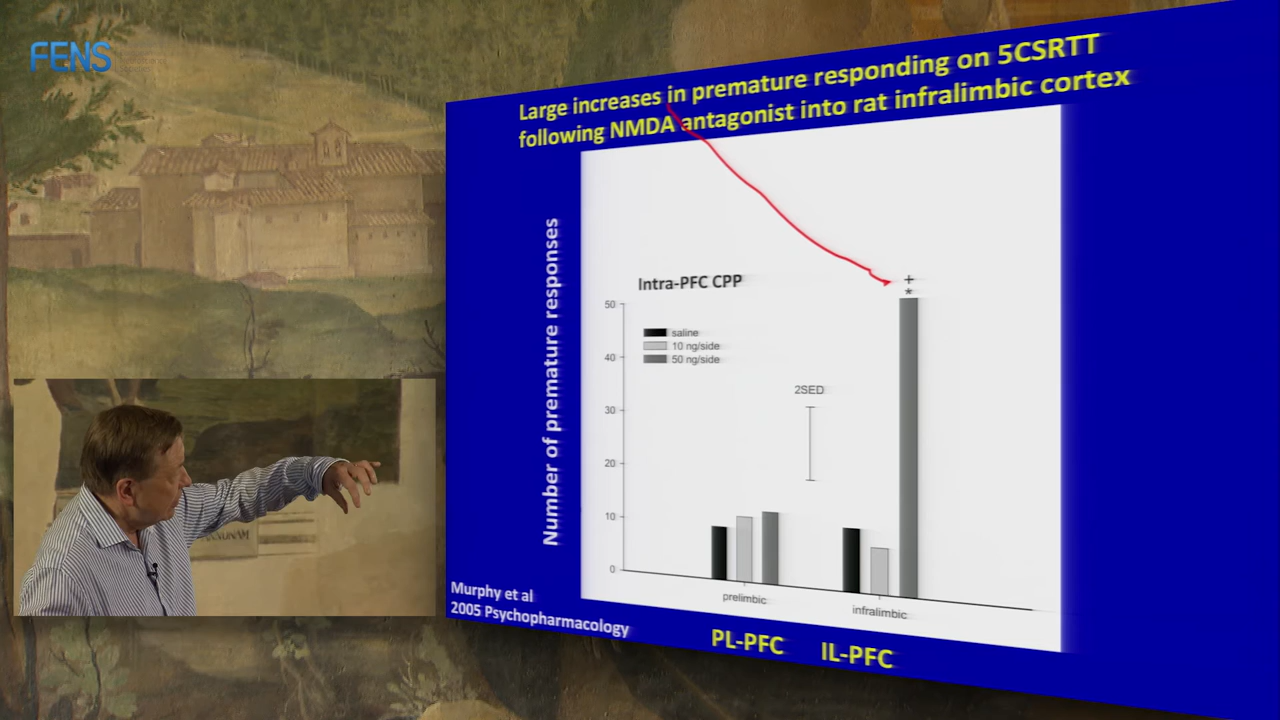 FENS
Large increases in premature responding on 5CSRTT
following NMDA antagonist into rat infralimbic cortex
Number of premature responses
Intra-PFC CPP
50
40
30
20
10
0
saline
10 ng/side
50 ng/side
2SED
+
*
prelimbic
infralimbic
PL-PFC
IL-PFC
Murphy et al
2005 Psychopharmacology